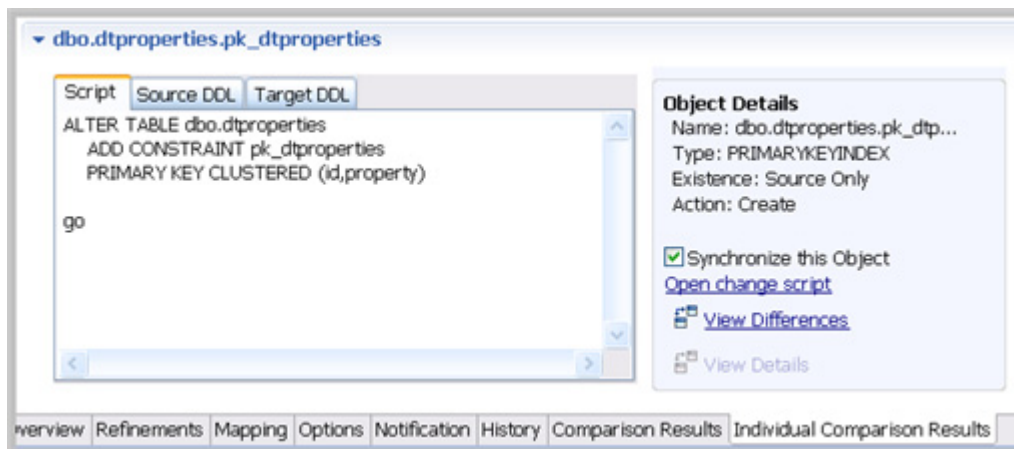 dbo.dtproperties.pk_dtproperties
Script Source DDL Target DDL
ALTER TABLE dbo.dtproperties
ADD CONSTRAINT pk_dtproperties
PRIMARY KEY CLUSTERED (id,property)
go
Object Details
Name: dbo.dtproperties.pk_dtp...
Type: PRIMARYKEYINDEX
Existence: Source Only
Action: Create
Synchronize this Object
Open change script
View Differences
View Details
verview Refinements Mapping Options Notification History Comparison Results Individual Comparison Results